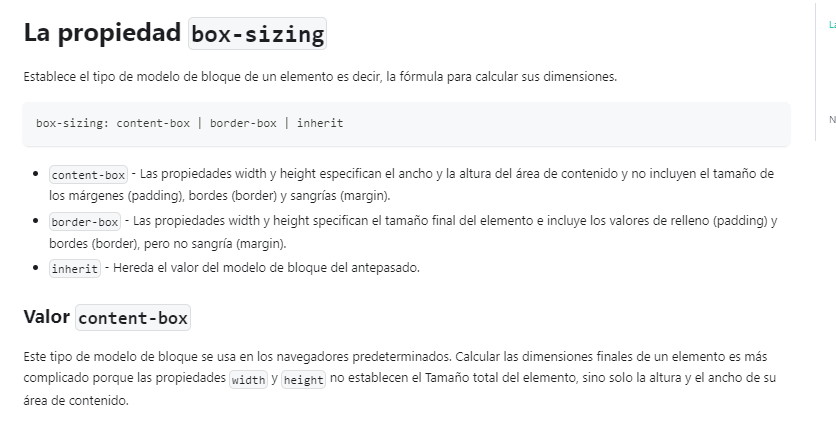 La propiedad box-sizing
Establece el tipo de modelo de bloque de un elemento es decir, la fórmula para calcular sus dimensiones.
box-sizing: content-box | border-box | inherit
• content-box - Las propiedades width y height especifican el ancho y la altura del área de contenido y no incluyen el tamaño de
los márgenes (padding), bordes (border) y sangrías (margin).
• border-box - Las propiedades width y height specifican el tamaño final del elemento e incluye los valores de relleno (padding) y
bordes (border), pero no sangría (margin).
• inherit - Hereda el valor del modelo de bloque del antepasado.
Valor content-box
Este tipo de modelo de bloque se usa en los navegadores predeterminados. Calcular las dimensiones finales de un elemento es más
complicado porque las propiedades width y height no establecen el Tamaño total del elemento, sino solo la altura y el ancho de su
área de contenido.